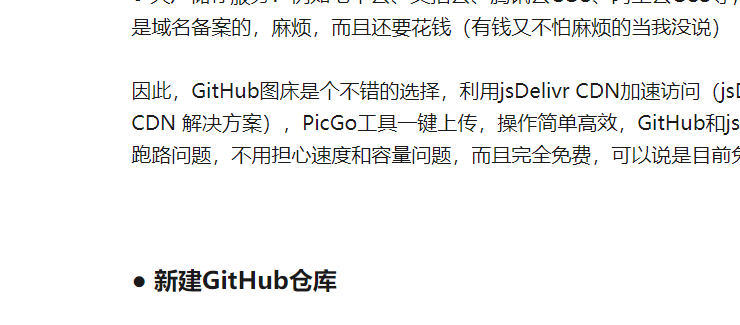 是域名备案的，麻烦，而且还要花钱（有钱又不怕麻烦的当我没说）
因此，GitHub图床是个不错的选择，利用jsDelivr CDN加速访问（jsD
CDN 解决方案），PicGo工具一键上传，操作简单高效，GitHub和js
跑路问题，不用担心速度和容量问题，而且完全免费，可以说是目前免
● 新建GitHub仓库